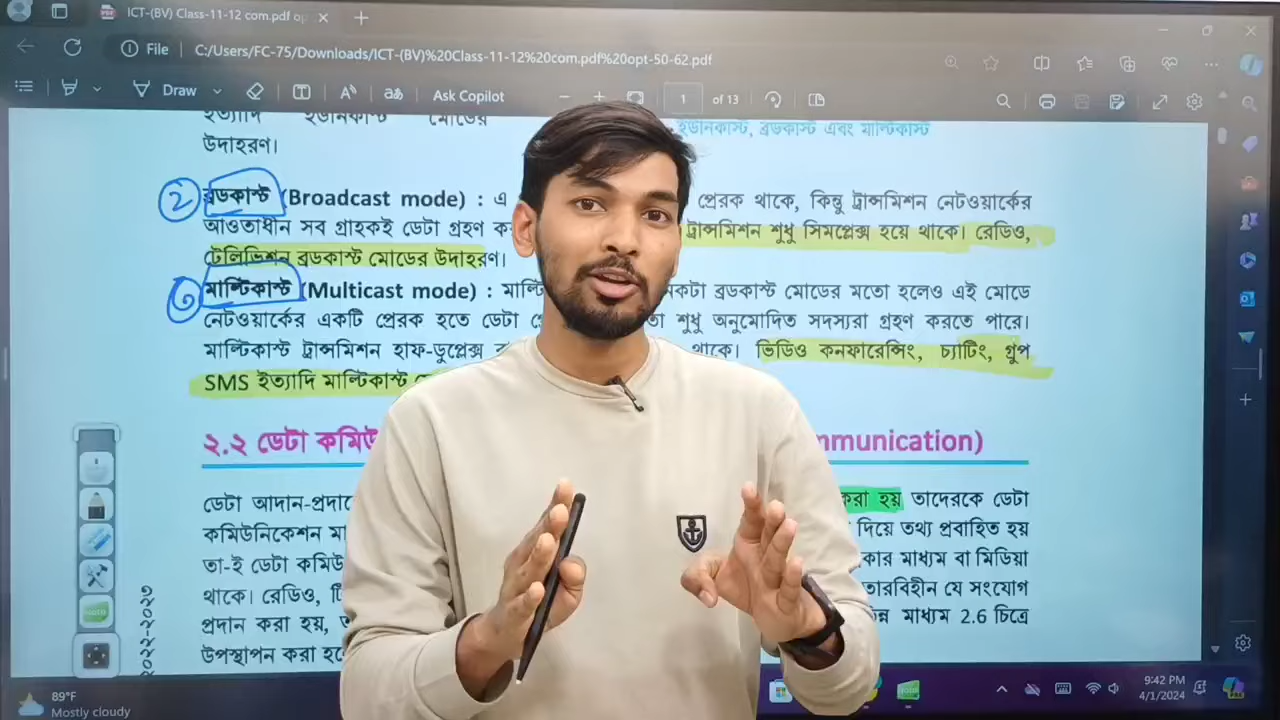 ICT-(BV) Class-11-12 com.pdf op
File C:/Users/FC-75/Downloads/ICT-(BV)%20Class-11-12%20com.pdf%20opt-50-62.pdf
Draw Ask Copilot 1 of 13
ইত্যাদি ইউনিকাস্ট মোডের
উদাহরণ।
ইউনিকাস্ট, ব্রডকাস্ট এবং মাল্টিকাস্ট
২ ব্রডকাস্ট (Broadcast mode) : এ প্রেরক থাকে, কিন্তু ট্রান্সমিশন নেটওয়ার্কের
আওতাধীন সব গ্রাহকই ডেটা গ্রহণ ট্রান্সমিশন শুধু সিমপ্লেক্স হয়ে থাকে। রেডিও,
টেলিভিশন ব্রডকাস্ট মোডের উদাহরণ।
৩ মাল্টিকাস্ট (Multicast mode) : ব্রডকাস্ট মোডের মতো হলেও এই মোডে
নেটওয়ার্কের একটি প্রেরক হতে ডেটা শুধু অনুমোদিত সদস্যরা গ্রহণ করতে পারে।
মাল্টিকাস্ট ট্রান্সমিশন হাফ-ডুপ্লেক্স থাকে। ভিডিও কনফারেন্সিং, চ্যাটিং, গ্রুপ
SMS ইত্যাদি মাল্টিকাস্ট
২.২ ডেটা mmunication)
ডেটা করা হয় তাদেরকে ডেটা
কমিউনিকেশন দিয়ে তথ্য প্রবাহিত হয়
তা-ই ডেটা মাধ্যম বা মিডিয়া
থাকে। রেডিও, তারবিহীন যে সংযোগ
প্রদান করা হয়, মাধ্যম 2.6 চিত্রে
উপস্থাপন করা
২০২২-২০২৩
89°F
Mostly cloudy
9:42 PM
4/1/2024